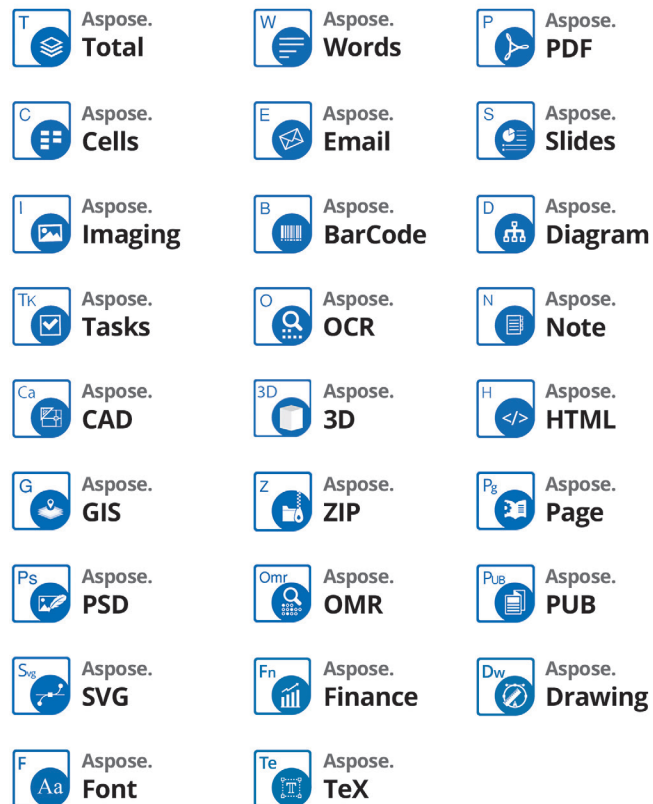 T Aspose.
Total
W Aspose.
Words
P Aspose.
PDF
C Aspose.
Cells
E Aspose.
Email
S Aspose.
Slides
I Aspose.
Imaging
B Aspose.
BarCode
D Aspose.
Diagram
TK Aspose.
Tasks
O Aspose.
OCR
N Aspose.
Note
Ca Aspose.
CAD
3D Aspose.
3D
H Aspose.
</> HTML
G Aspose.
GIS
Z Aspose.
ZIP
Pg Aspose.
Page
Ps Aspose.
PSD
Omr Aspose.
OMR
PUB Aspose.
PUB
Svg Aspose.
SVG
Fn Aspose.
Finance
Dw Aspose.
Drawing
F Aspose.
Aa Font
Te Aspose.
T TeX